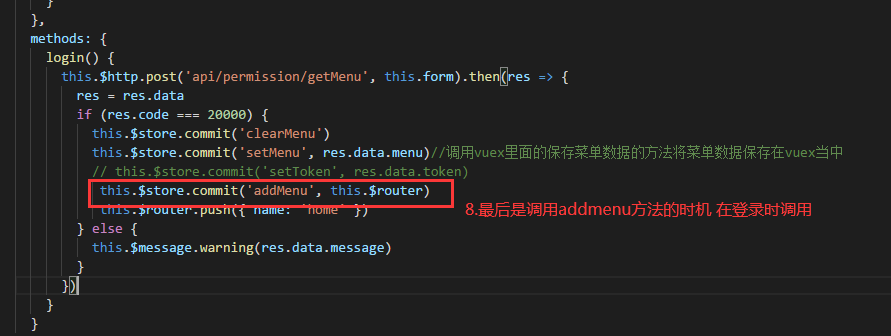 }
},
methods: {
login() {
this.$http.post('api/permission/getMenu', this.form).then(res => {
res = res.data
if (res.code === 20000) {
this.$store.commit('clearMenu')
this.$store.commit('setMenu', res.data.menu)//调用vuex里面的保存菜单数据的方法将菜单数据保存在vuex当中
// this.$store.commit('setToken', res.data.token)
this.$store.commit('addMenu', this.$router)
8.最后是调用addmenu方法的时机 在登录时调用
this.$router.push({ name: 'home' })
} else {
this.$message.warning(res.data.message)
}
})
}
}